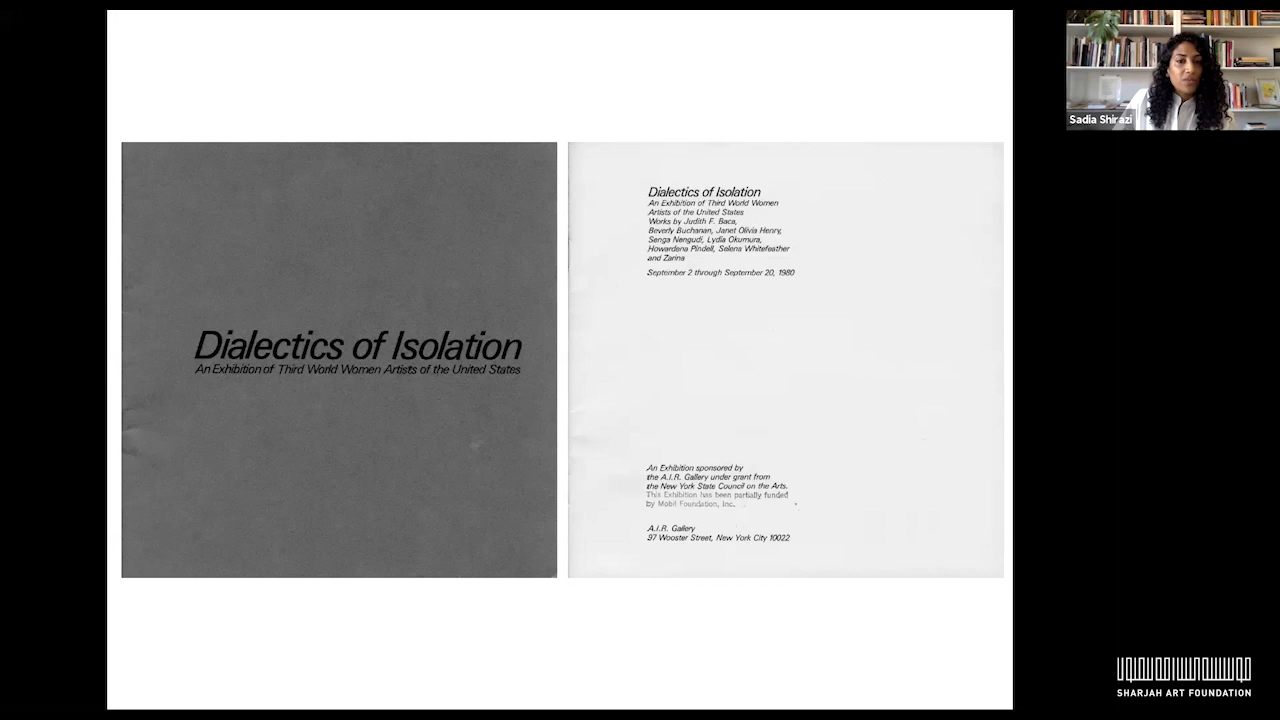 Dialectics of Isolation
An Exhibition of Third World Women Artists of the United States
Dialectics of Isolation
An Exhibition of Third World Women
Artists of the United States
Works by Judith F. Baca,
Beverly Buchanan, Janet Olivia Henry,
Senga Nengudi, Lydia Okumura,
Howardena Pindell, Selena Whitefeather
and Zarina
September 2 through September 20, 1980
An Exhibition sponsored by
the A.I.R. Gallery under grant from
the New York State Council on the Arts.
This Exhibition has been partially funded
by Mobil Foundation, Inc.
A.I.R. Gallery
97 Wooster Street, New York City 10022
Sadia Shirazi
SHARJAH ART FOUNDATION